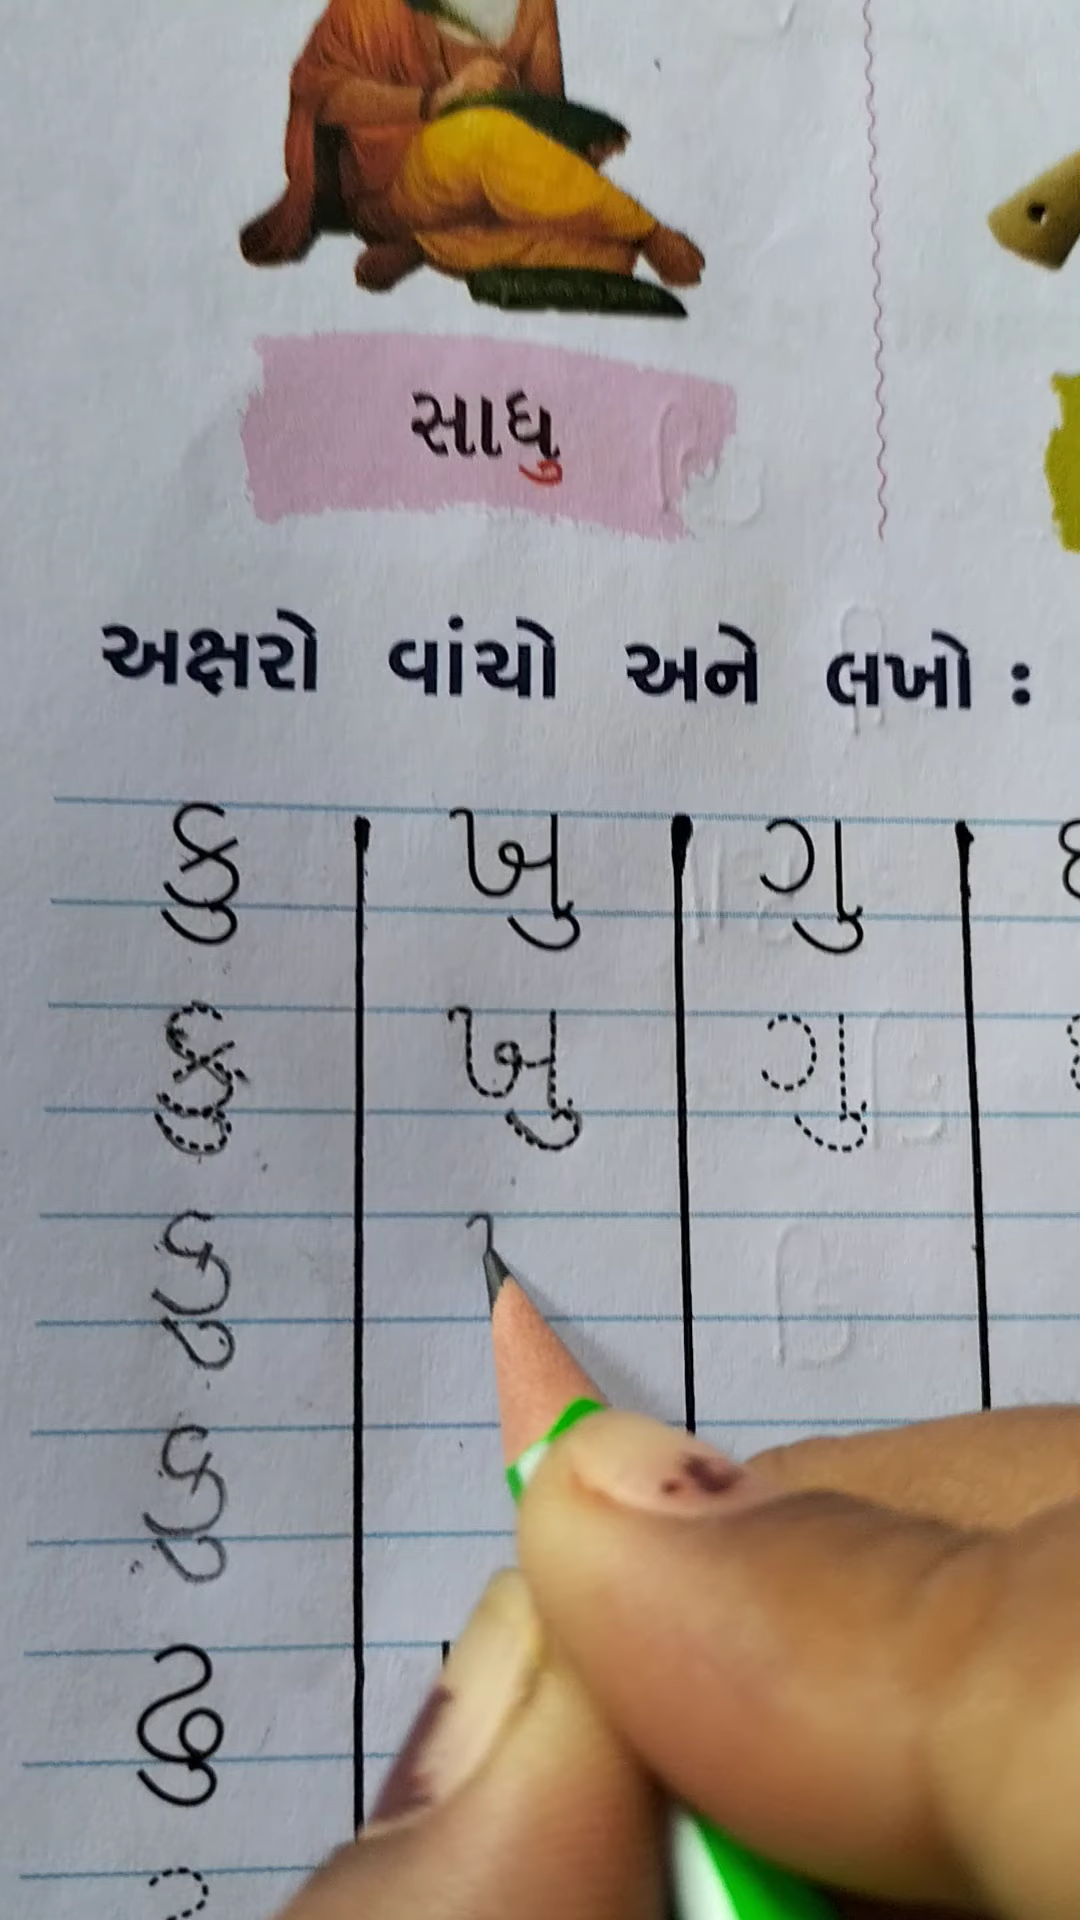 સાધુ
અક્ષરો વાંચો અને લખો :
કુ ખુ ગુ
કુ ખુ ગુ
કુ
કુ
ઢુ